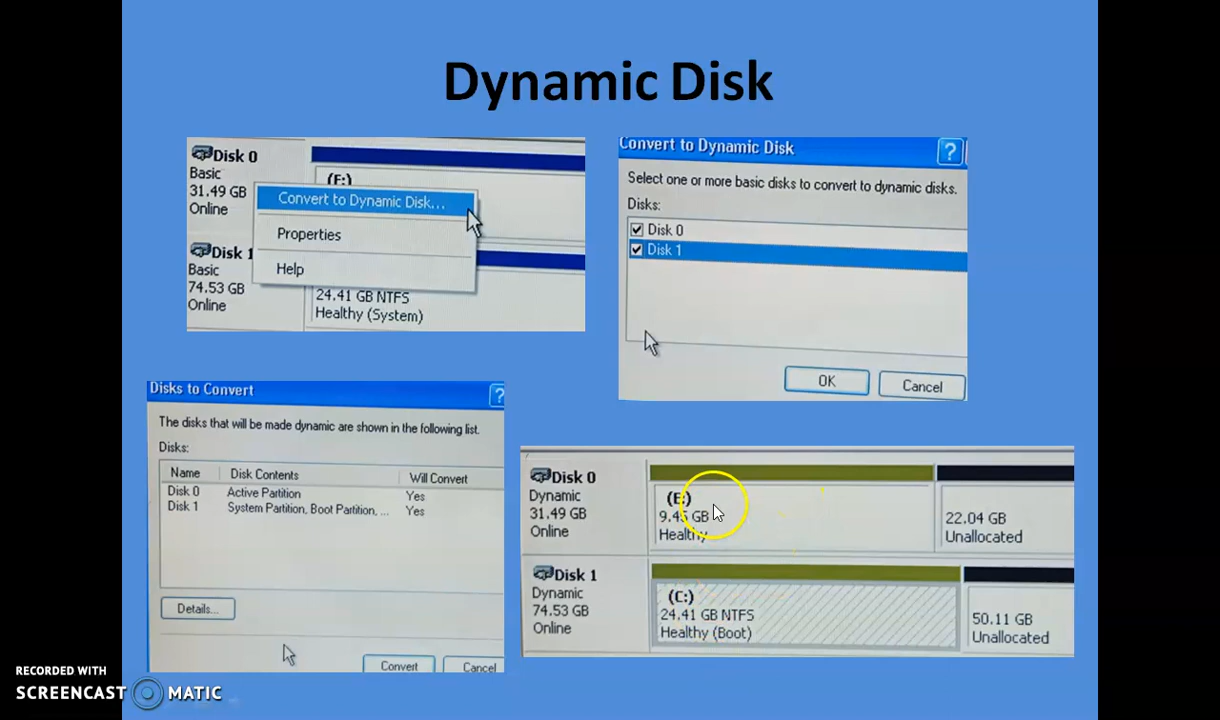 Dynamic Disk
Disk 0
Basic
31.49 GB
Online
(E:)
Convert to Dynamic Disk...
Properties
Help
Disk 1
Basic
74.53 GB
Online
24.41 GB NTFS
Healthy (System)
Convert to Dynamic Disk
?
Select one or more basic disks to convert to dynamic disks.
Disks:
Disk 0
Disk 1
OK
Cancel
Disks to Convert
?
The disks that will be made dynamic are shown in the following list.
Disks:
Name Disk Contents Will Convert
Disk 0 Active Partition Yes
Disk 1 System Partition, Boot Partition, ... Yes
Details...
Convert Cancel
Disk 0
Dynamic
31.49 GB
Online
(E:)
9.45 GB
Healthy
22.04 GB
Unallocated
Disk 1
Dynamic
74.53 GB
Online
(C:)
24.41 GB NTFS
Healthy (Boot)
50.11 GB
Unallocated
RECORDED WITH
SCREENCAST MATIC